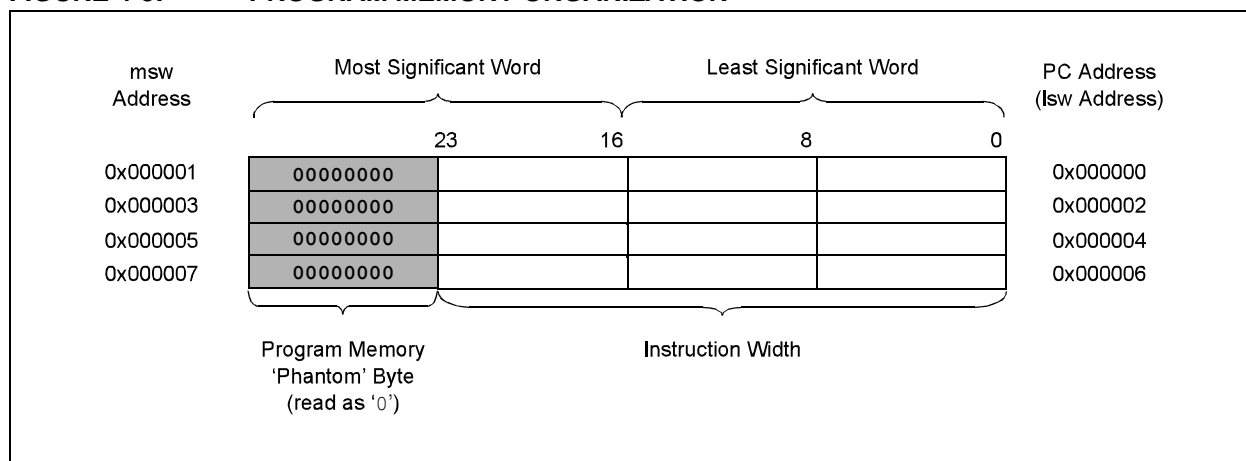 msw
Address
Most Significant Word
Least Significant Word
PC Address
(lsw Address)
23 16 8 0
0x000001 00000000 0x000000
0x000003 00000000 0x000002
0x000005 00000000 0x000004
0x000007 00000000 0x000006
Program Memory
‘Phantom’ Byte
(read as ‘0’)
Instruction Width